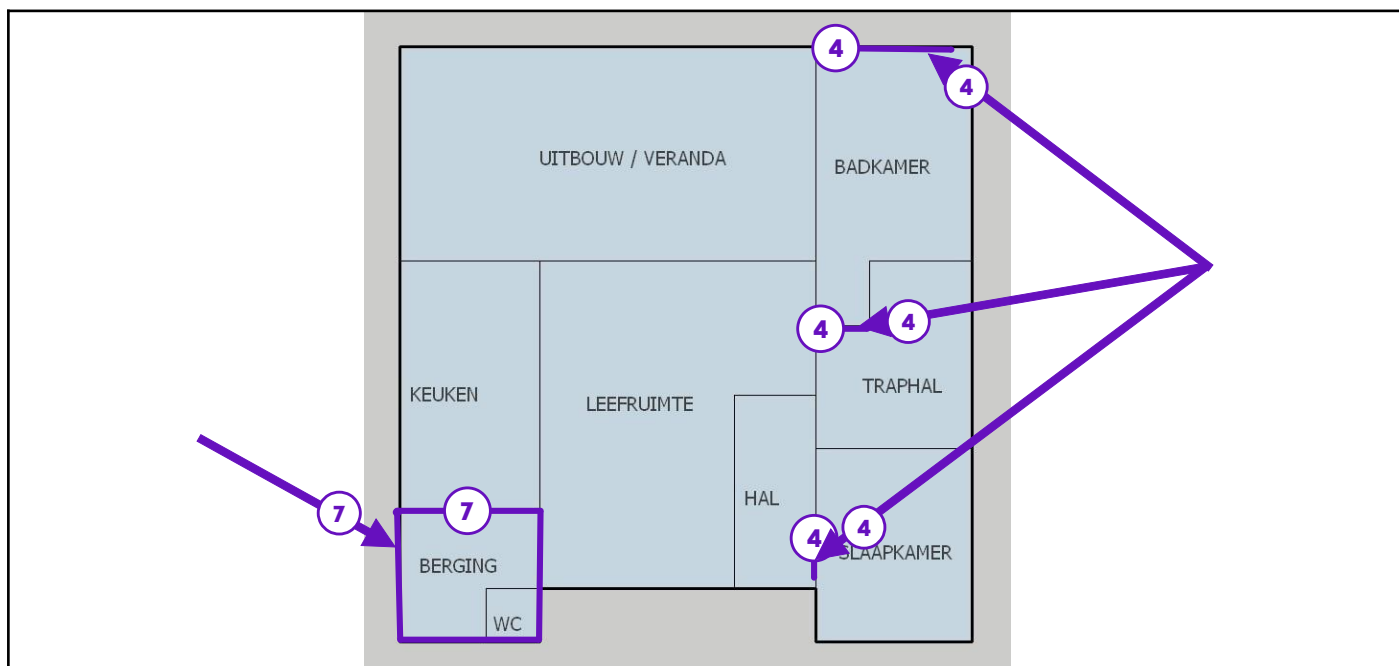 4
4
UITBOUW / VERANDA
BADKAMER
4
4
TRAPHAL
KEUKEN
LEEFRUIMTE
HAL
7
7
4
4
SLAAPKAMER
BERGING
WC